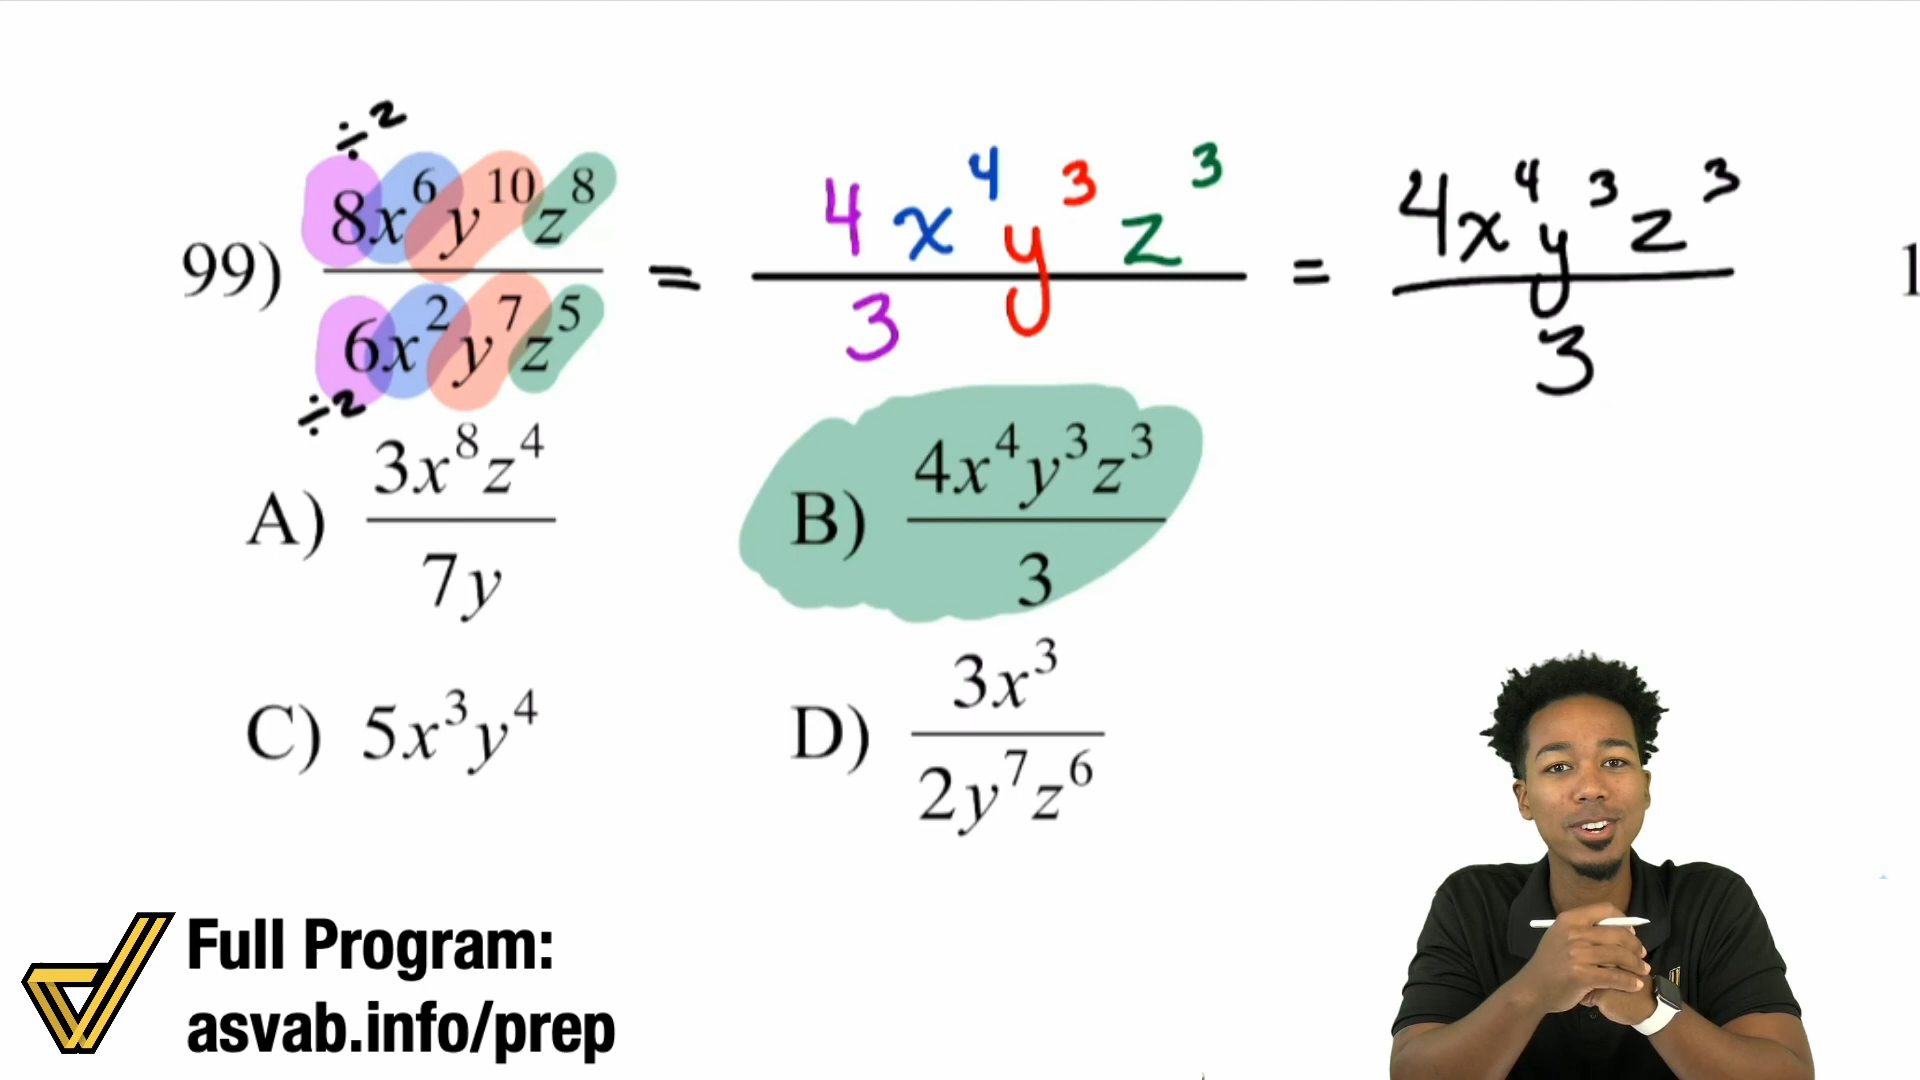 ÷2
99) 8x⁶y¹⁰z⁸ / 6x²y⁷z⁵ = 4x⁴y³z³ / 3 = 4x⁴y³z³ / 3
÷2
1
A) 3x⁸z⁴ / 7y
B) 4x⁴y³z³ / 3
C) 5x³y⁴
D) 3x³ / 2y⁷z⁶
Full Program:
asvab.info/prep